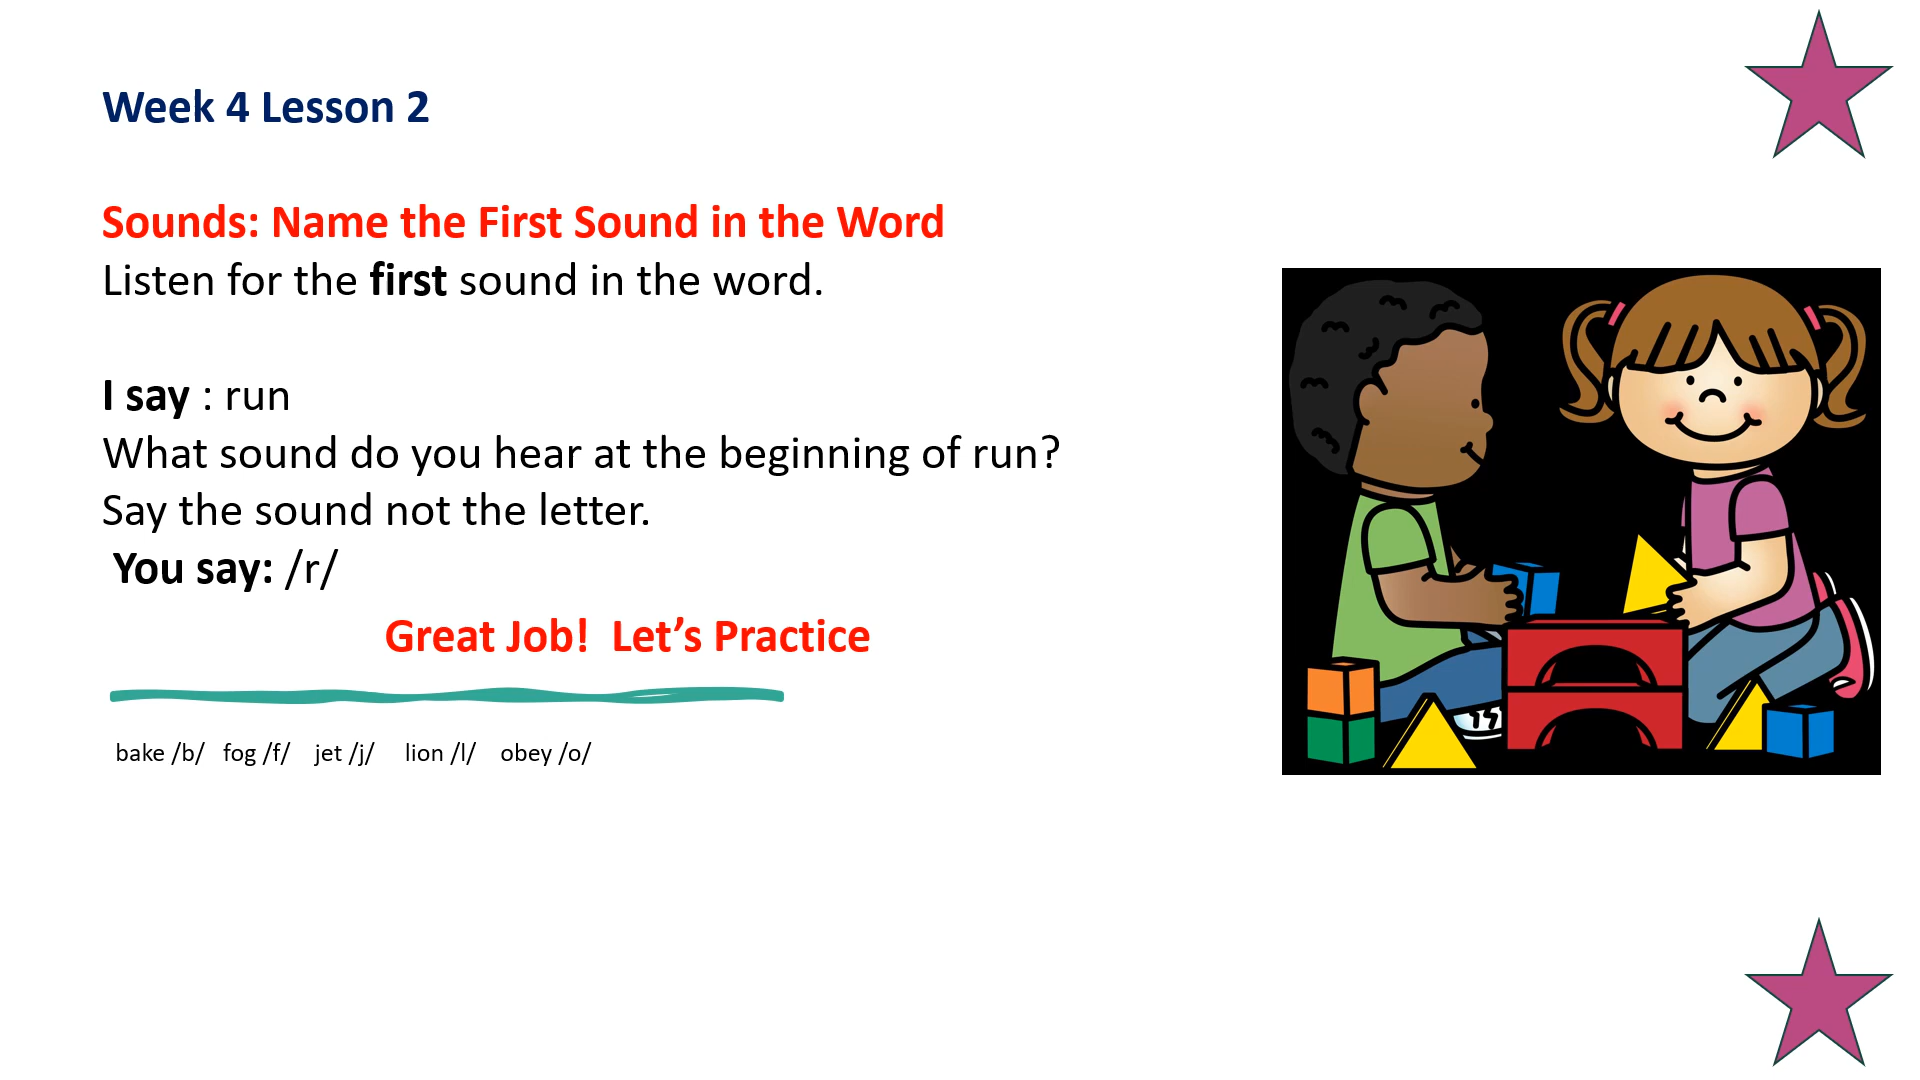 Week 4 Lesson 2
Sounds: Name the First Sound in the Word
Listen for the first sound in the word.
I say : run
What sound do you hear at the beginning of run?
Say the sound not the letter.
You say: /r/
Great Job!  Let’s Practice
bake /b/   fog /f/    jet /j/     lion /l/    obey /o/